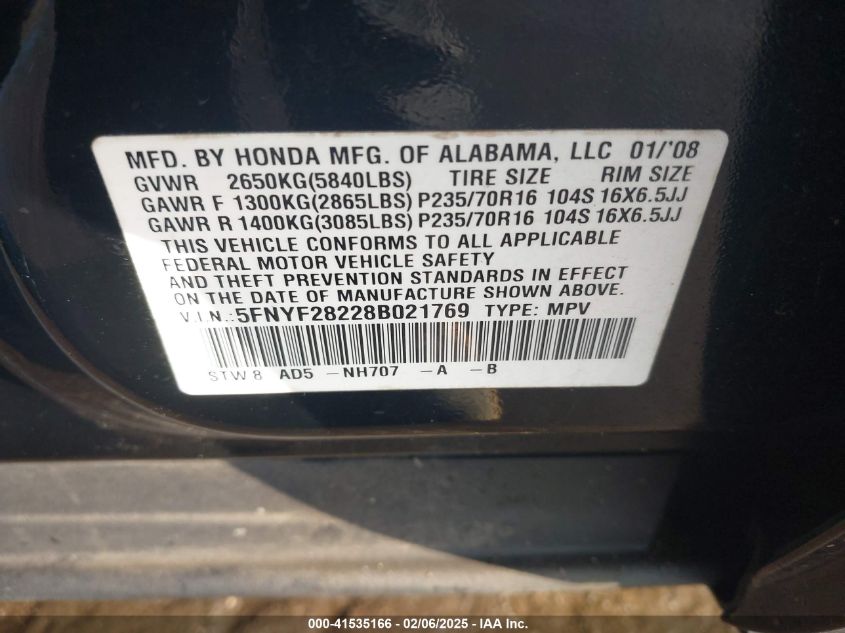 MFD. BY HONDA MFG. OF ALABAMA, LLC 01/'08
GVWR 2650KG(5840LBS) TIRE SIZE RIM SIZE
GAWR F 1300KG(2865LBS) P235/70R16 104S 16X6.5JJ
GAWR R 1400KG(3085LBS) P235/70R16 104S 16X6.5JJ
THIS VEHICLE CONFORMS TO ALL APPLICABLE
FEDERAL MOTOR VEHICLE SAFETY
AND THEFT PREVENTION STANDARDS IN EFFECT
ON THE DATE OF MANUFACTURE SHOWN ABOVE.
V.I.N.:5FNYF28228B021769 TYPE: MPV
STW 8 AD5 -NH707 -A -B
000-41535166 - 02/06/2025 - IAA Inc.